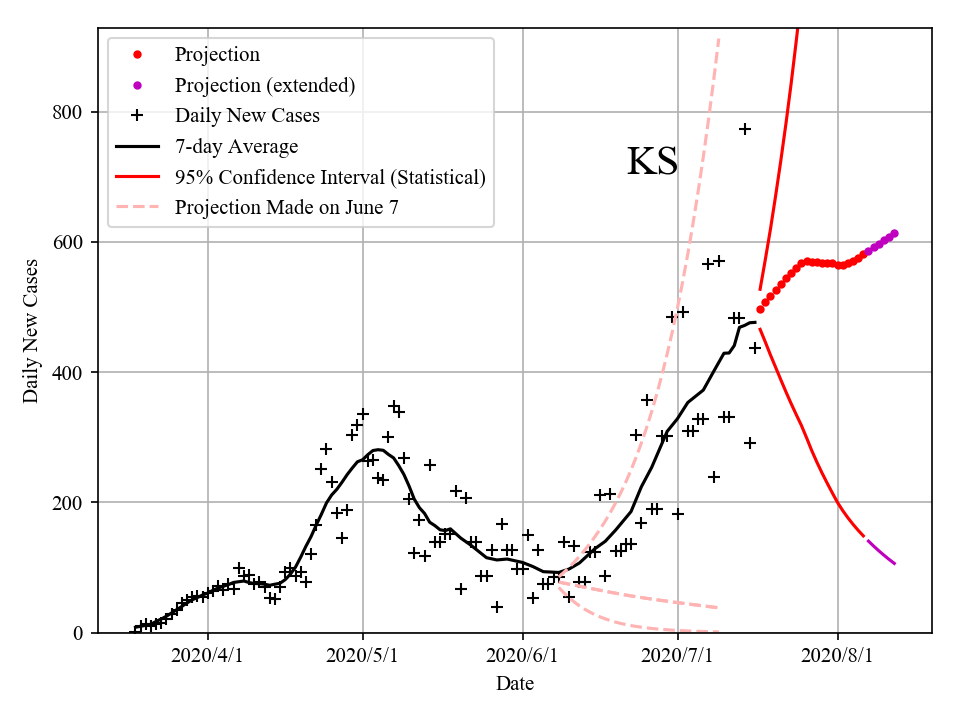 Projection
Projection (extended)
Daily New Cases
7-day Average
95% Confidence Interval (Statistical)
Projection Made on June 7
KS
800
600
400
200
0
Daily New Cases
2020/4/1
2020/5/1
2020/6/1
2020/7/1
2020/8/1
Date